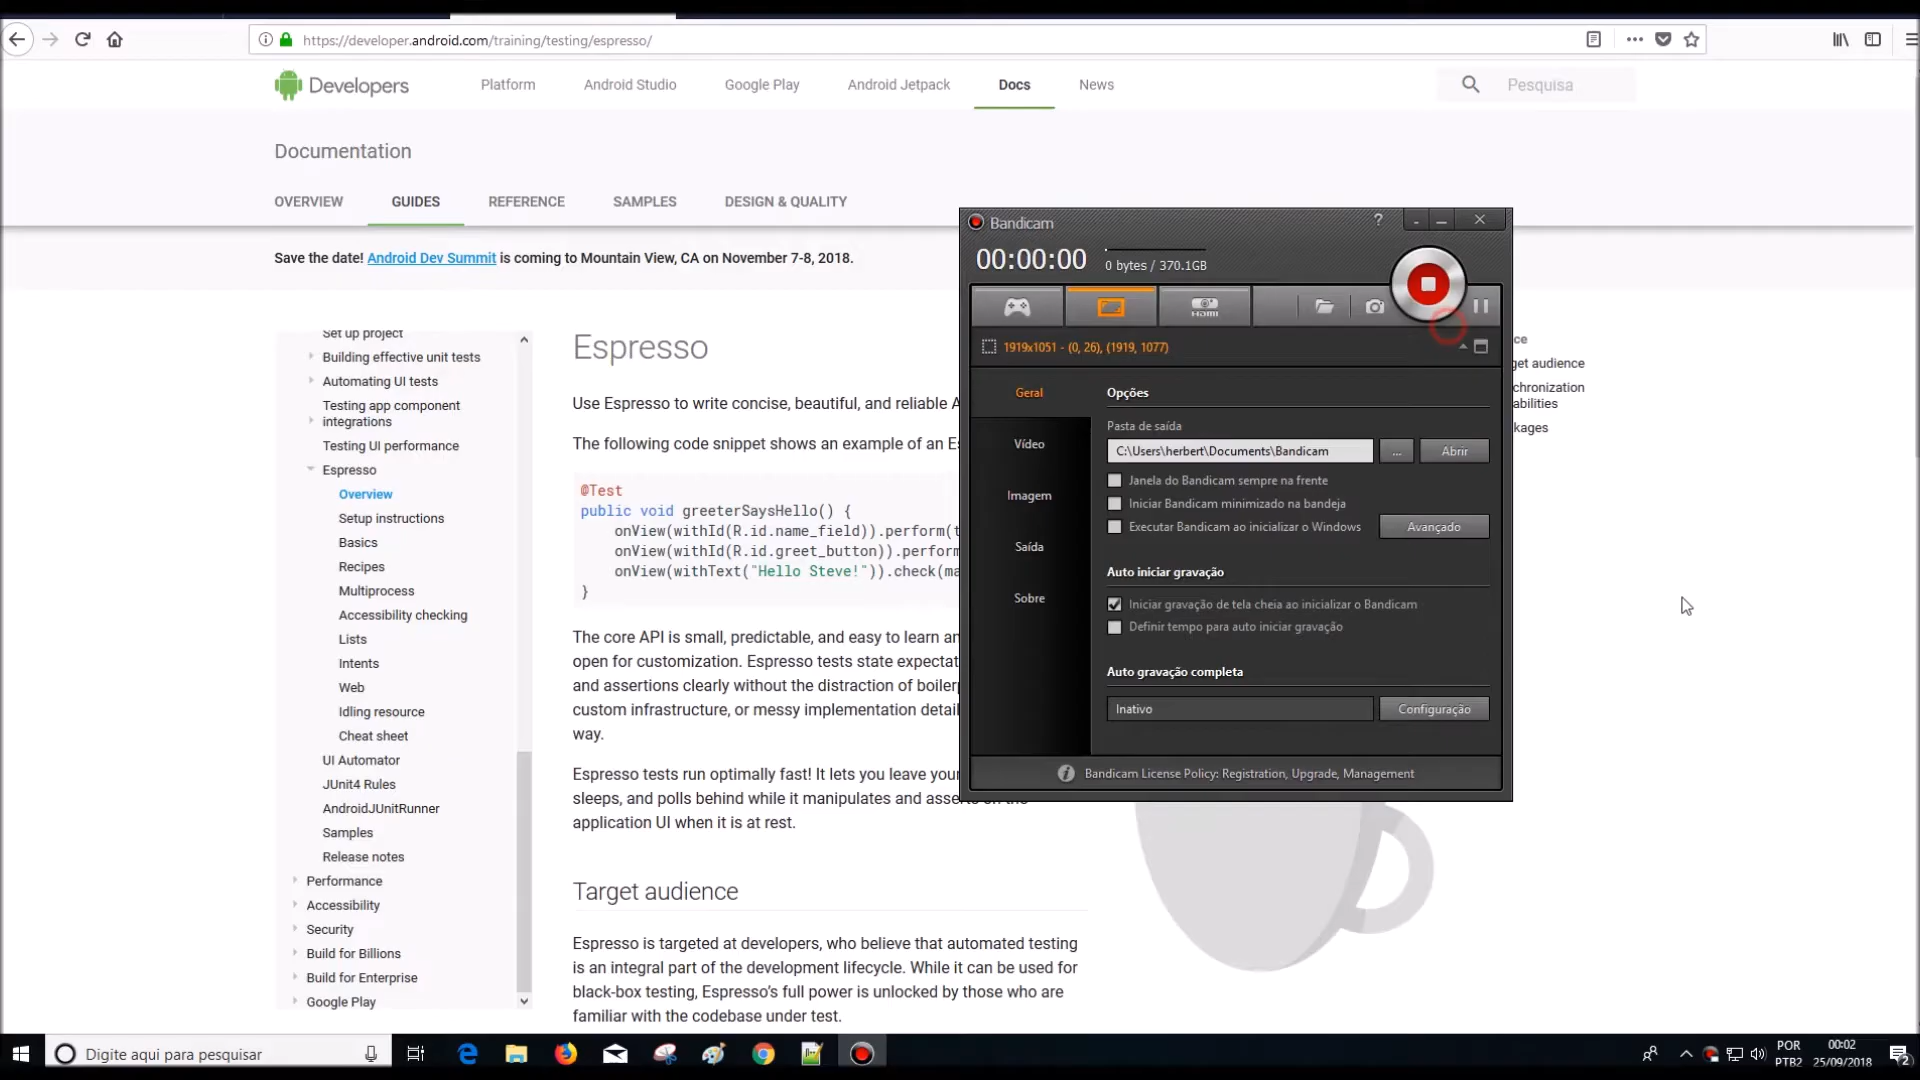 https://developer.android.com/training/testing/espresso/
Developers
Platform
Android Studio
Google Play
Android Jetpack
Docs
News
Pesquisa
Documentation
OVERVIEW
GUIDES
REFERENCE
SAMPLES
DESIGN & QUALITY
Save the date! Android Dev Summit is coming to Mountain View, CA on November 7-8, 2018.
Set up project
Building effective unit tests
Automating UI tests
Testing app component
integrations
Testing UI performance
Espresso
Overview
Setup instructions
Basics
Recipes
Multiprocess
Accessibility checking
Lists
Intents
Web
Idling resource
Cheat sheet
UI Automator
JUnit4 Rules
AndroidJUnitRunner
Samples
Release notes
Performance
Accessibility
Security
Build for Billions
Build for Enterprise
Google Play
Espresso
Use Espresso to write concise, beautiful, and reliable A
The following code snippet shows an example of an Es
@Test
public void greeterSaysHello() {
onView(withId(R.id.name_field)).perform(t
onView(withId(R.id.greet_button)).perform
onView(withText("Hello Steve!")).check(ma
}
The core API is small, predictable, and easy to learn an
open for customization. Espresso tests state expectat
and assertions clearly without the distraction of boilerp
custom infrastructure, or messy implementation detail
way.
Espresso tests run optimally fast! It lets you leave your
sleeps, and polls behind while it manipulates and asserts on the
application UI when it is at rest.
Target audience
Espresso is targeted at developers, who believe that automated testing
is an integral part of the development lifecycle. While it can be used for
black-box testing, Espresso's full power is unlocked by those who are
familiar with the codebase under test.
Bandicam
?
00:00:00
0 bytes / 370.1GB
HDMI
1919x1051 - (0, 26), (1919, 1077)
Geral
Vídeo
Imagem
Saída
Sobre
Opções
Pasta de saída
C:\Users\herbert\Documents\Bandicam
...
Abrir
Janela do Bandicam sempre na frente
Iniciar Bandicam minimizado na bandeja
Executar Bandicam ao inicializar o Windows
Avançado
Auto iniciar gravação
Iniciar gravação de tela cheia ao inicializar o Bandicam
Definir tempo para auto iniciar gravação
Auto gravação completa
Inativo
Configuração
Bandicam License Policy: Registration, Upgrade, Management
ce
get audience
chronization
abilities
kages
Digite aqui para pesquisar
POR
PTB2
00:02
25/09/2018
2